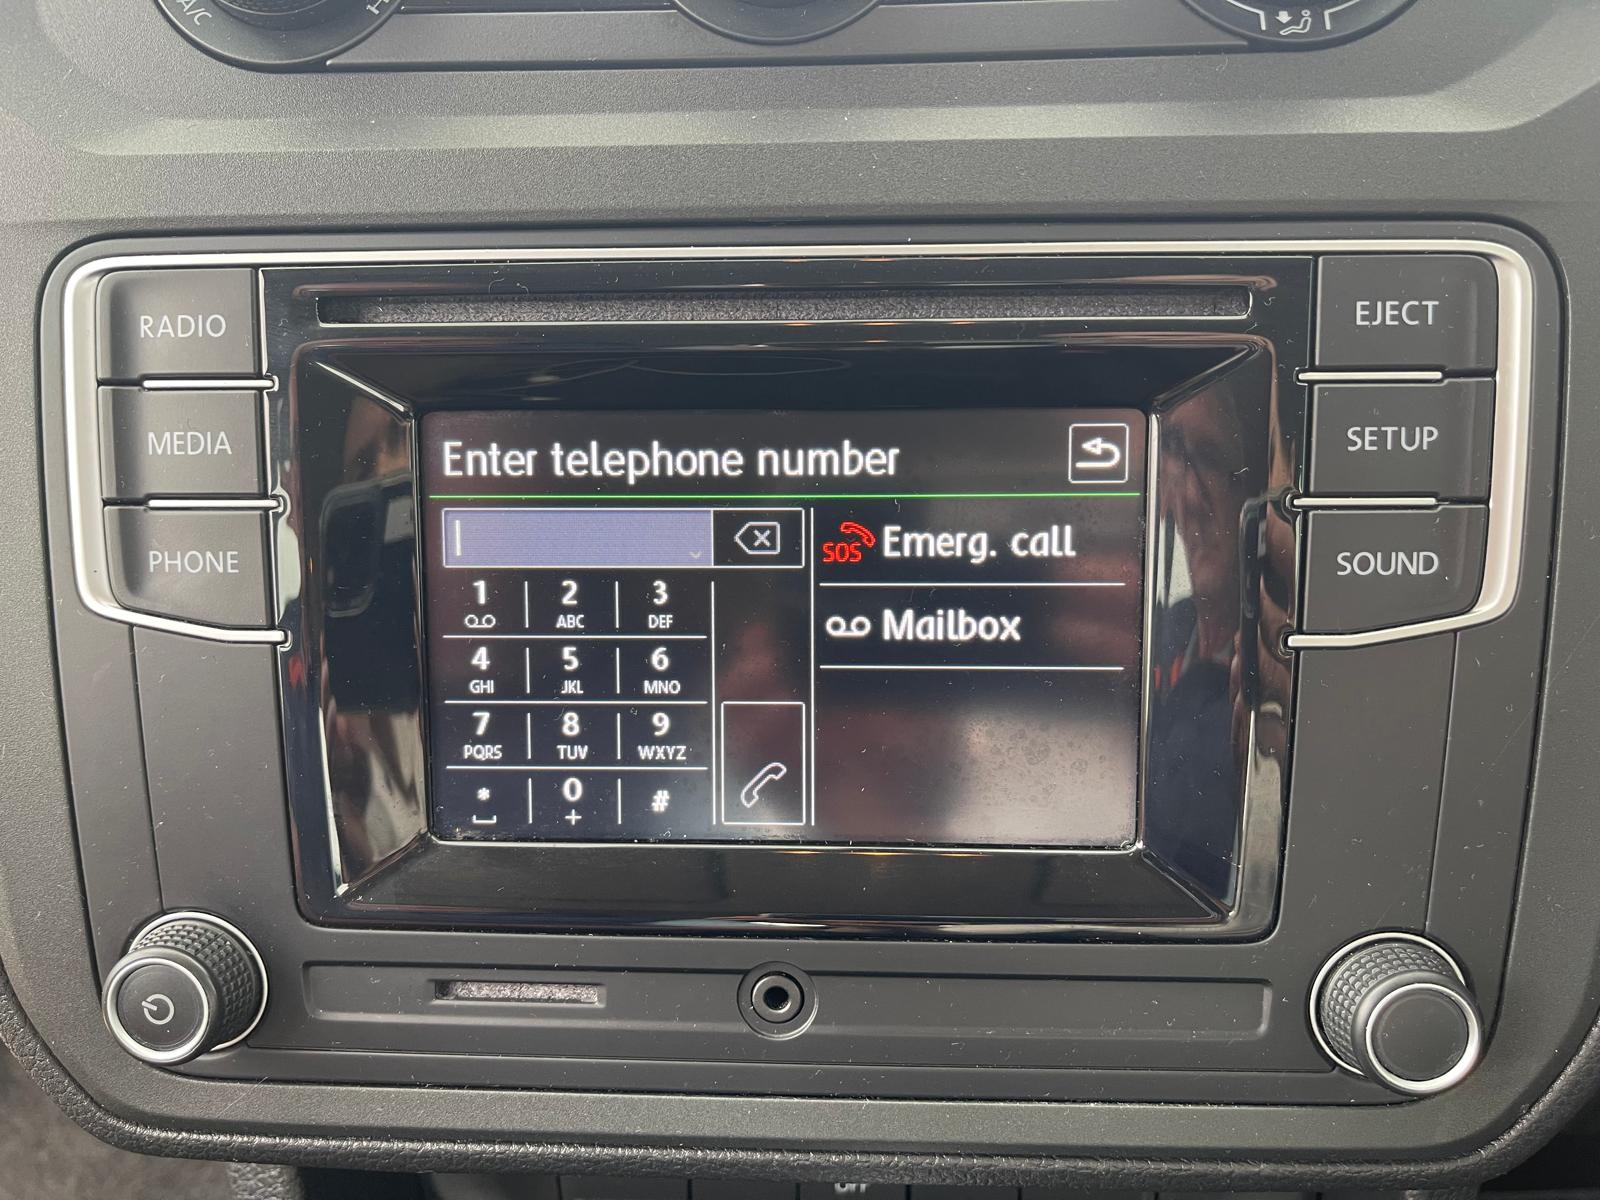 A/C
RADIO
MEDIA
PHONE
EJECT
SETUP
SOUND
Enter telephone number
SOS Emerg. call
Mailbox
1 2 3
ABC DEF
4 5 6
GHI JKL MNO
7 8 9
PQRS TUV WXYZ
* 0 #
+
OFF